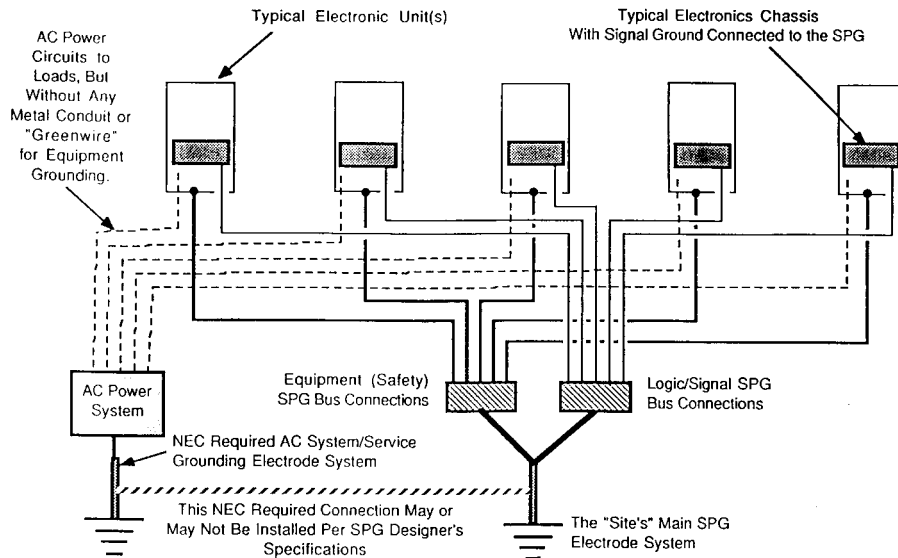 Typical Electronic Unit(s)
Typical Electronics Chassis
With Signal Ground Connected to the SPG
AC Power
Circuits to
Loads, But
Without Any
Metal Conduit or
"Greenwire"
for Equipment
Grounding.
Equipment (Safety)
SPG Bus Connections
Logic/Signal SPG
Bus Connections
AC Power
System
NEC Required AC System/Service
Grounding Electrode System
This NEC Required Connection May or
May Not Be Installed Per SPG Designer's
Specifications
The "Site's" Main SPG
Electrode System